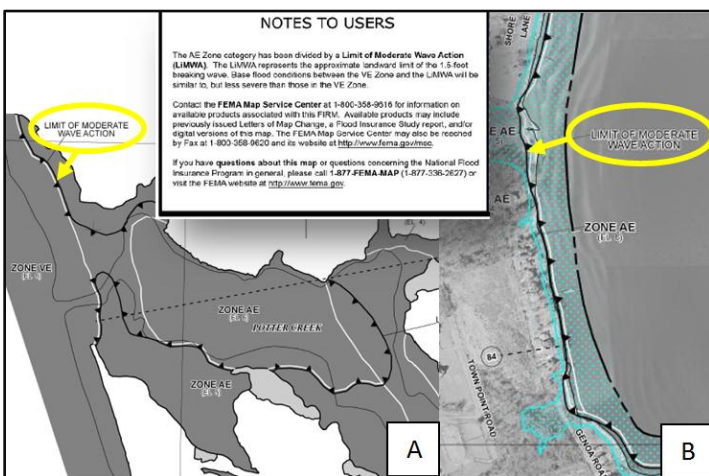 NOTES TO USERS
The AE Zone category has been divided by a Limit of Moderate Wave Action
(LiMWA). The LiMWA represents the approximate landward limit of the 1.5-foot
breaking wave. Base flood conditions between the VE Zone and the LiMWA will be
similar to, but less severe than those in the VE Zone.
Contact the FEMA Map Service Center at 1-800-358-9616 for information on
available products associated with this FIRM. Available products may include
previously issued Letters of Map Change, a Flood Insurance Study report, and/or
digital versions of this map. The FEMA Map Service Center may also be reached
by Fax at 1-800-358-9620 and its website at http://www.fema.gov/msc.
If you have questions about this map or questions concerning the National Flood
Insurance Program in general, please call 1-877-FEMA-MAP (1-877-336-2627) or
visit the FEMA website at http://www.fema.gov.
LIMIT OF MODERATE
WAVE ACTION
ZONE VE
ZONE AE
POTTER CREEK
ZONE AE
A
SHORE
LANE
LIMIT OF MODERATE
WAVE ACTION
AE
AE
ZONE AE
84
TOWN POINT ROAD
GENOA ROAD
B